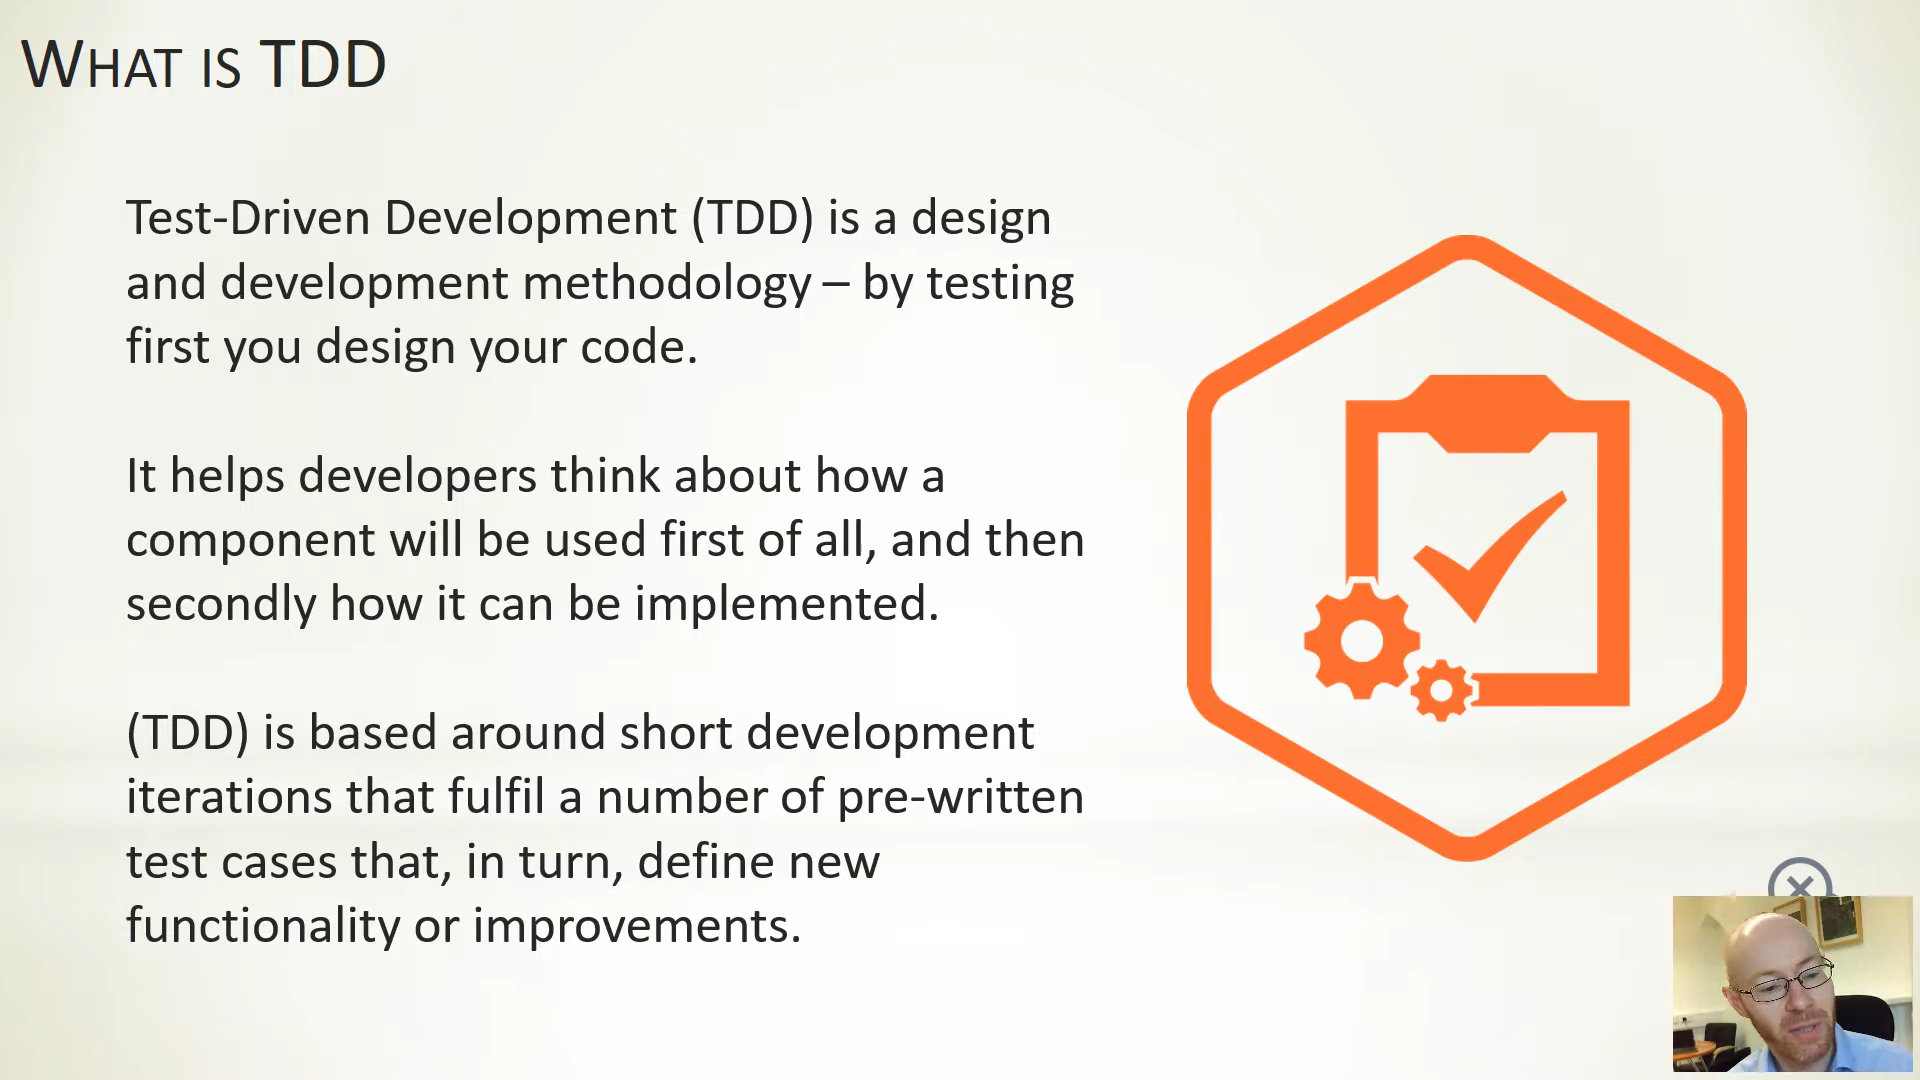 What is TDD
Test-Driven Development (TDD) is a design
and development methodology – by testing
first you design your code.
It helps developers think about how a
component will be used first of all, and then
secondly how it can be implemented.
(TDD) is based around short development
iterations that fulfil a number of pre-written
test cases that, in turn, define new
functionality or improvements.